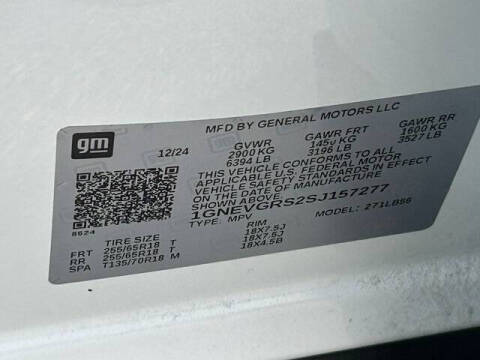 MFD BY GENERAL MOTORS LLC
gm
12/24 GVWR GAWR FRT GAWR RR
2900 KG 1450 KG 1600 KG
6394 LB 3196 LB 3527 LB
THIS VEHICLE CONFORMS TO ALL
APPLICABLE U.S. FEDERAL MOTOR
VEHICLE SAFETY STANDARDS IN EFFECT
ON THE DATE OF MANUFACTURE SHOWN ABOVE.
1GNEVGRS2SJ157277
8624 TYPE: MPV MODEL: 271LB56
TIRE SIZE RIM
FRT 255/65R18 T 18X7.5J
RR 255/65R18 T 18X7.5J
SPA T135/70R18 M 18X4.5B